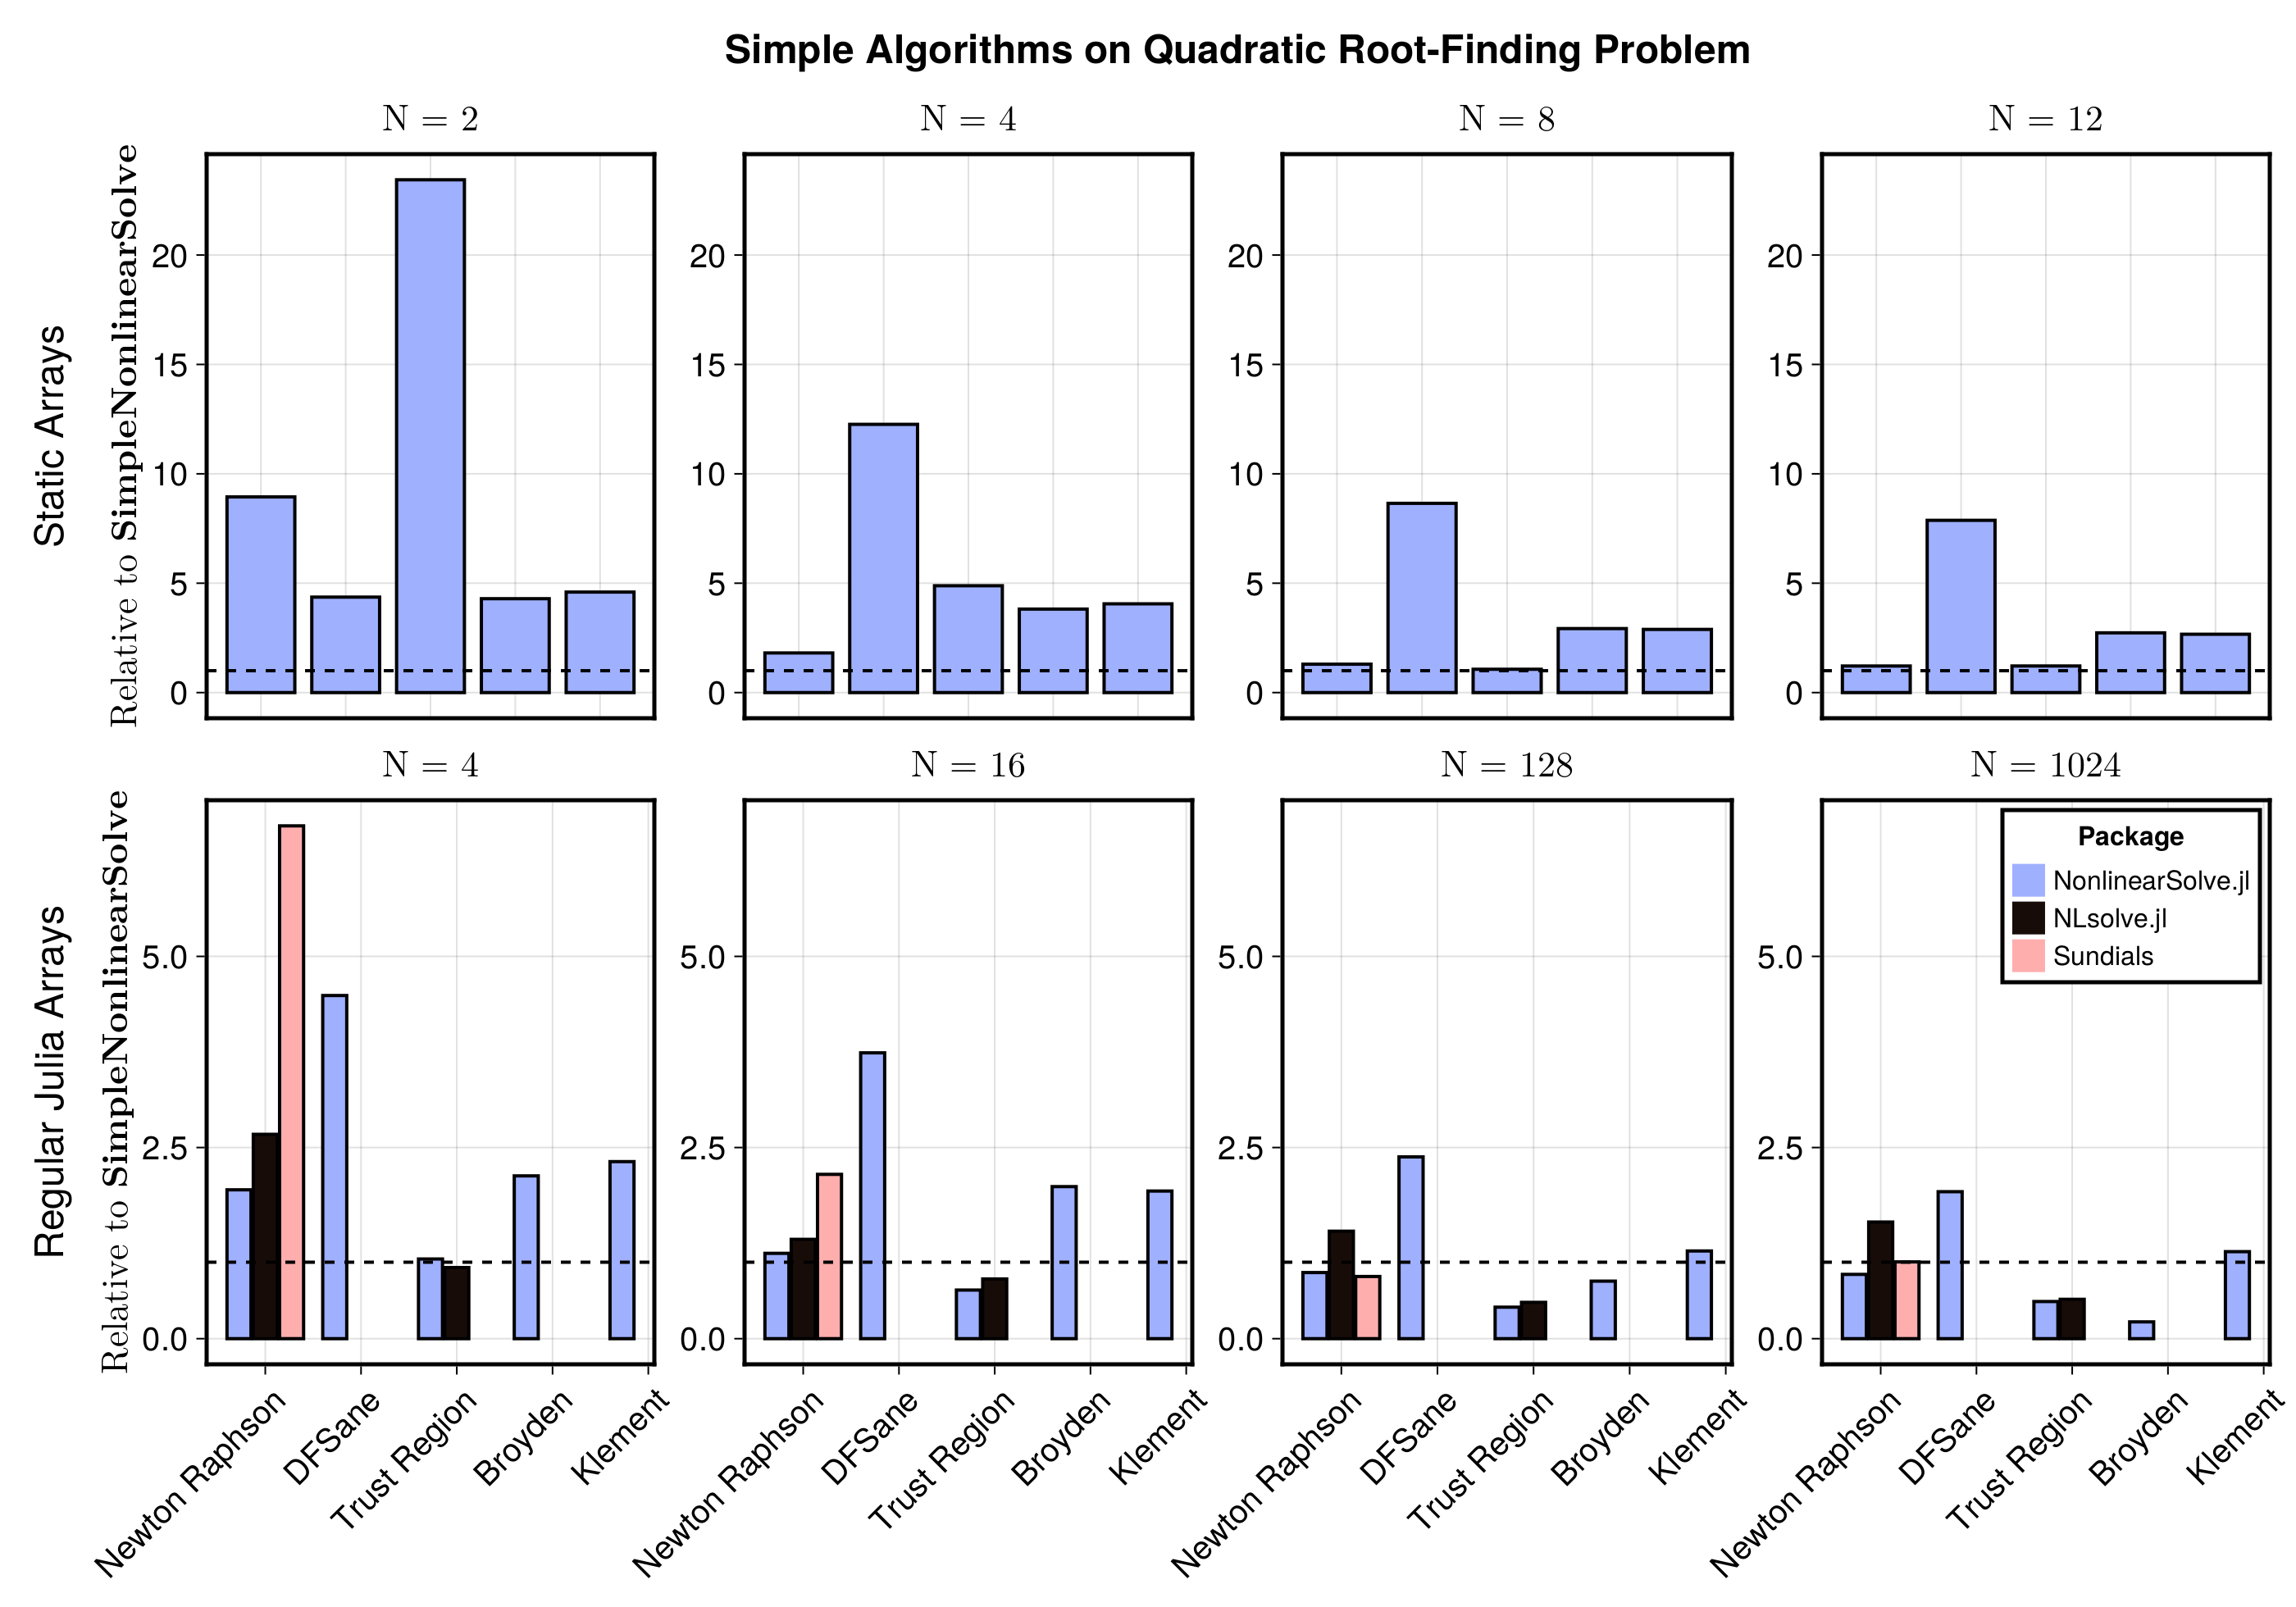 Simple Algorithms on Quadratic Root-Finding Problem
N = 2
N = 4
N = 8
N = 12
Static Arrays
Relative to SimpleNonlinearSolve
20
15
10
5
0
20
15
10
5
0
20
15
10
5
0
20
15
10
5
0
N = 4
N = 16
N = 128
N = 1024
Regular Julia Arrays
Relative to SimpleNonlinearSolve
5.0
2.5
0.0
5.0
2.5
0.0
5.0
2.5
0.0
5.0
2.5
0.0
Package
NonlinearSolve.jl
NLsolve.jl
Sundials
Newton Raphson
DFSane
Trust Region
Broyden
Klement
Newton Raphson
DFSane
Trust Region
Broyden
Klement
Newton Raphson
DFSane
Trust Region
Broyden
Klement
Newton Raphson
DFSane
Trust Region
Broyden
Klement